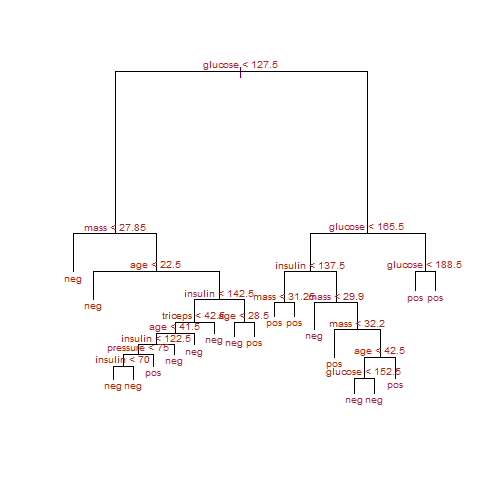 glucose < 127.5
mass < 27.85
glucose < 165.5
neg
age < 22.5
insulin < 137.5
glucose < 188.5
neg
insulin < 142.5
mass < 31.25
mass < 29.9
pos pos
triceps < 42.5
age < 28.5
pos pos
neg
mass < 32.2
age < 41.5
neg
neg pos
insulin < 122.5
neg
pos
age < 42.5
pressure < 75
neg
insulin < 70
pos
glucose < 152.5
pos
neg neg
neg neg